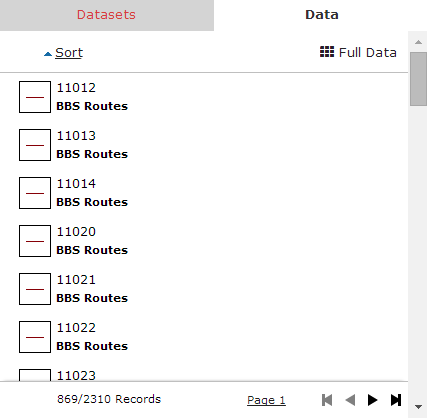 Datasets Data
Sort Full Data
11012
BBS Routes
11013
BBS Routes
11014
BBS Routes
11020
BBS Routes
11021
BBS Routes
11022
BBS Routes
11023
869/2310 Records Page 1